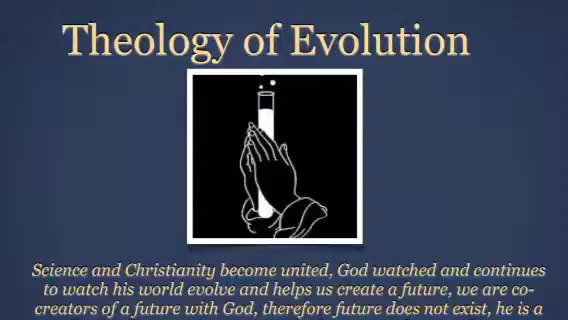 Theology of Evolution
Science and Christianity become united, God watched and continues
to watch his world evolve and helps us create a future, we are co-
creators of a future with God, therefore future does not exist, he is a